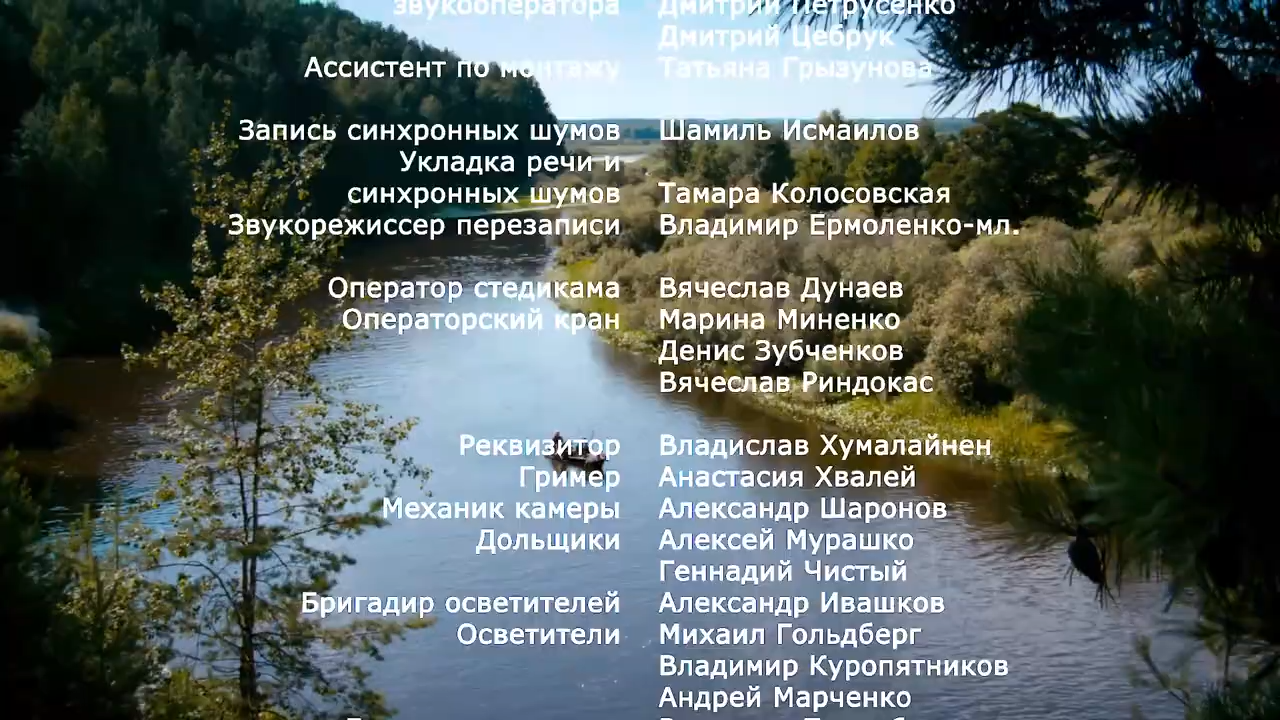 звукооператора Дмитрий Петрусенко
Дмитрий Цебрук
Ассистент по монтажу Татьяна Грызунова
Запись синхронных шумов Шамиль Исмаилов
Укладка речи и
синхронных шумов Тамара Колосовская
Звукорежиссер перезаписи Владимир Ермоленко-мл.
Оператор стедикама Вячеслав Дунаев
Операторский кран Марина Миненко
Денис Зубченков
Вячеслав Риндокас
Реквизитор Владислав Хумалайнен
Гример Анастасия Хвалей
Механик камеры Александр Шаронов
Дольщики Алексей Мурашко
Геннадий Чистый
Бригадир осветителей Александр Ивашков
Осветители Михаил Гольдберг
Владимир Куропятников
Андрей Марченко